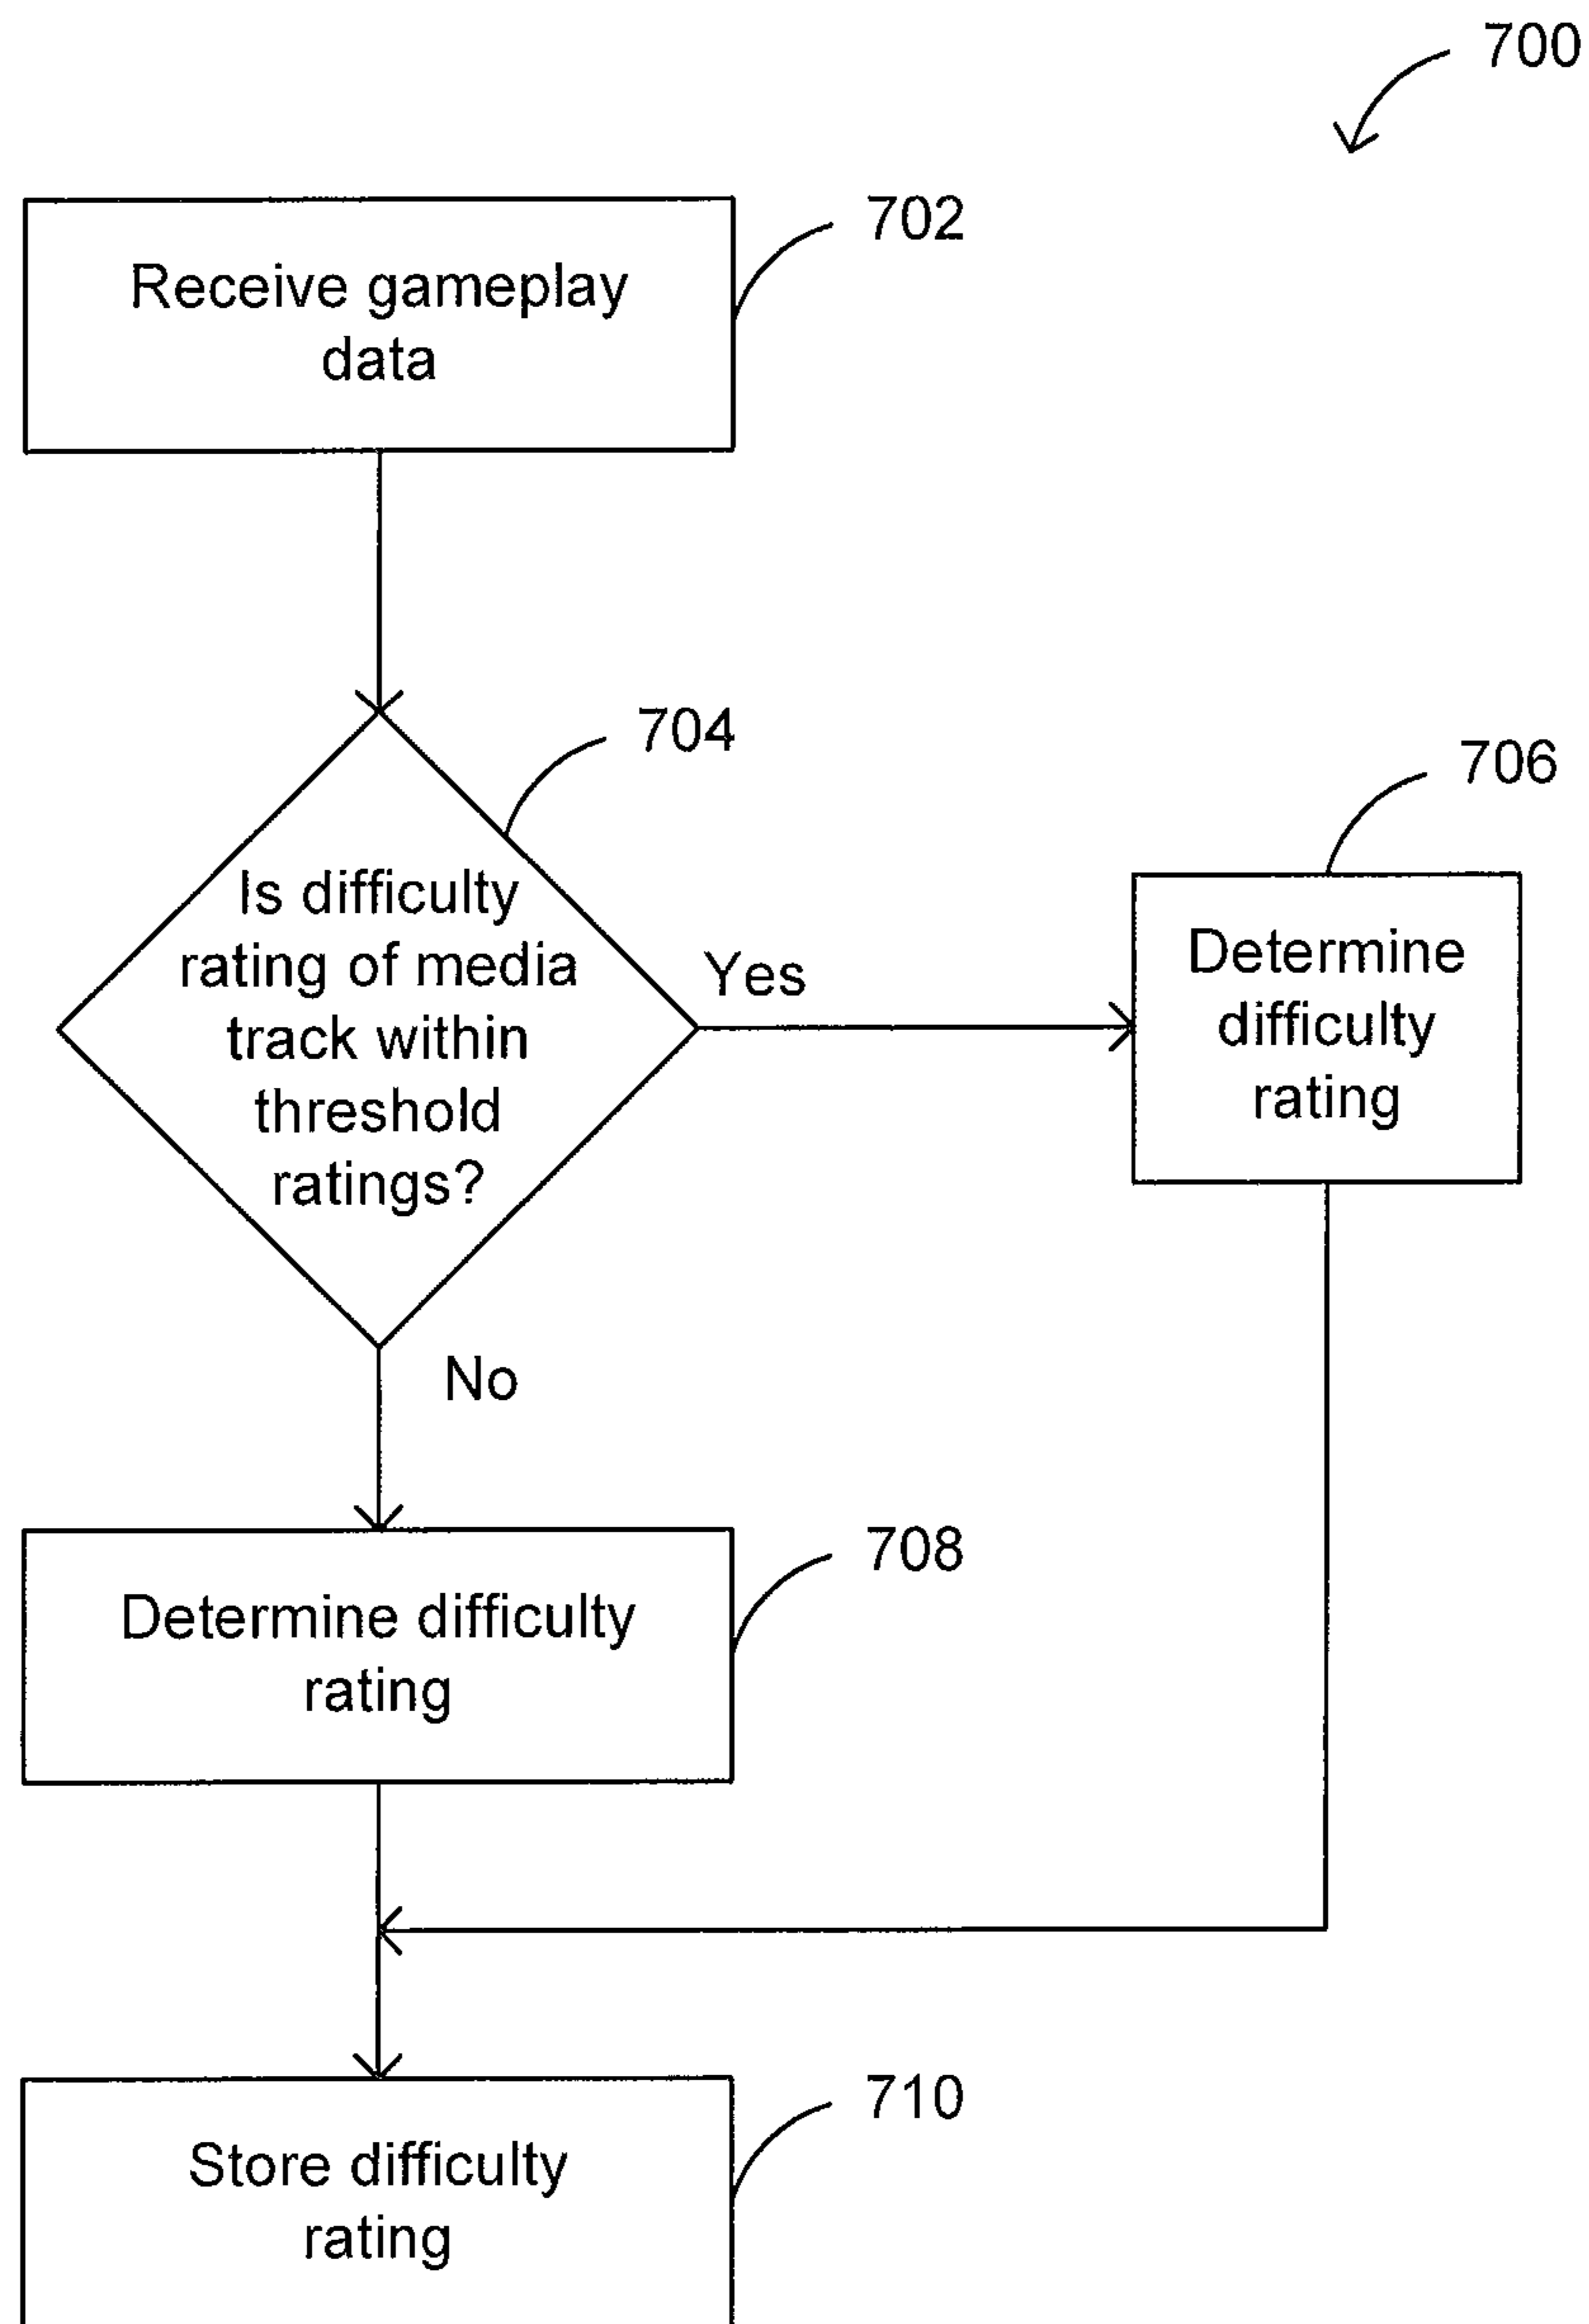 700
702
Receive gameplay
data
704
Is difficulty
rating of media
track within
threshold
ratings?
Yes
706
Determine
difficulty
rating
No
708
Determine difficulty
rating
710
Store difficulty
rating